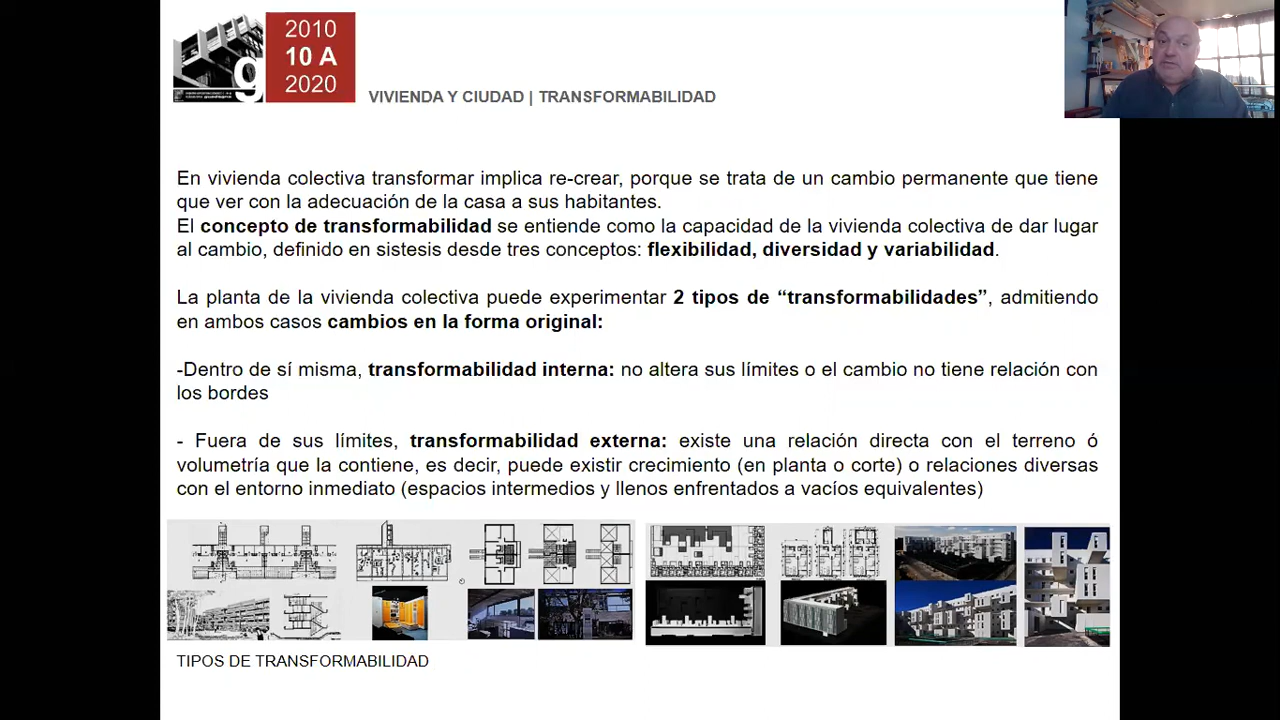 2010
10 A
2020
g
VIVIENDA Y CIUDAD | TRANSFORMABILIDAD
En vivienda colectiva transformar implica re-crear, porque se trata de un cambio permanente que tiene
que ver con la adecuación de la casa a sus habitantes.
El concepto de transformabilidad se entiende como la capacidad de la vivienda colectiva de dar lugar
al cambio, definido en sistesis desde tres conceptos: flexibilidad, diversidad y variabilidad.
La planta de la vivienda colectiva puede experimentar 2 tipos de “transformabilidades”, admitiendo
en ambos casos cambios en la forma original:
-Dentro de sí misma, transformabilidad interna: no altera sus límites o el cambio no tiene relación con
los bordes
- Fuera de sus límites, transformabilidad externa: existe una relación directa con el terreno ó
volumetría que la contiene, es decir, puede existir crecimiento (en planta o corte) o relaciones diversas
con el entorno inmediato (espacios intermedios y llenos enfrentados a vacíos equivalentes)
TIPOS DE TRANSFORMABILIDAD